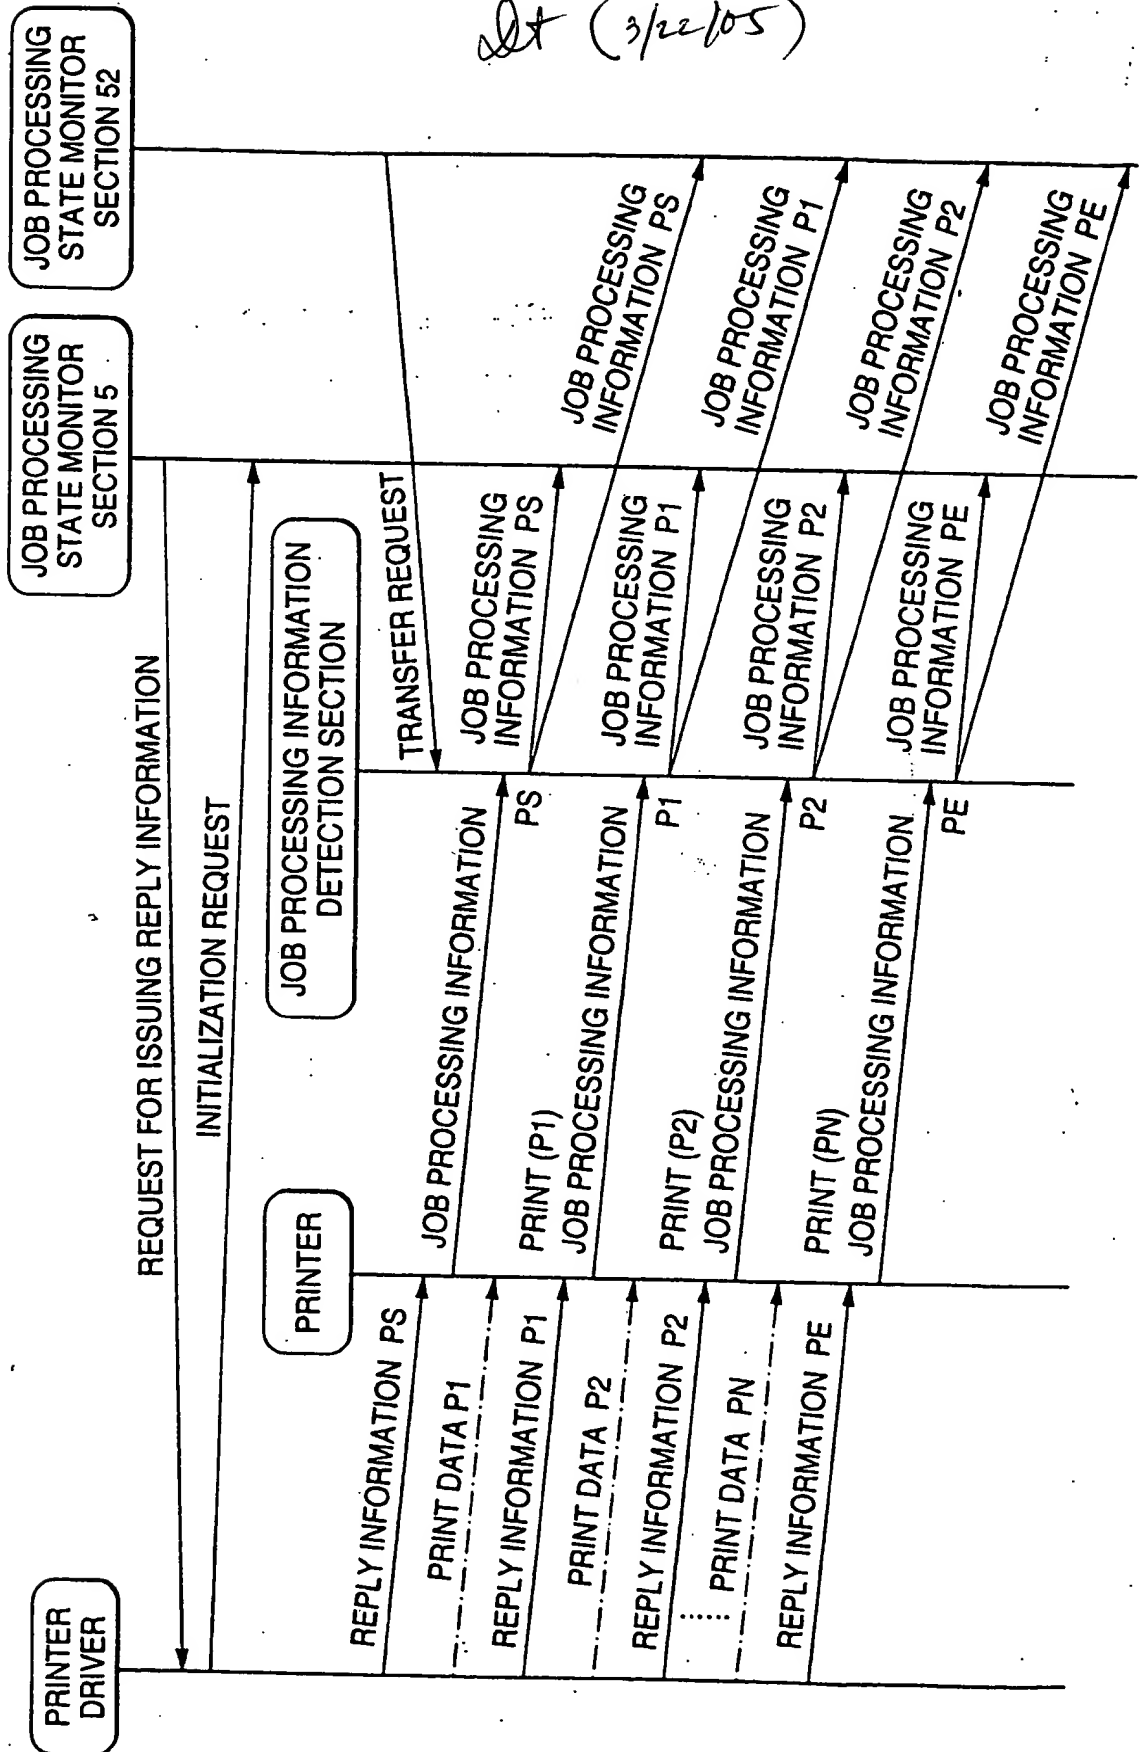 (3/22/05)
PRINTER
DRIVER
PRINTER
JOB PROCESSING INFORMATION
DETECTION SECTION
JOB PROCESSING
STATE MONITOR
SECTION 5
JOB PROCESSING
STATE MONITOR
SECTION 52
REQUEST FOR ISSUING REPLY INFORMATION
INITIALIZATION REQUEST
TRANSFER REQUEST
REPLY INFORMATION PS
JOB PROCESSING INFORMATION
PS
JOB PROCESSING
INFORMATION PS
JOB PROCESSING
INFORMATION PS
PRINT DATA P1
REPLY INFORMATION P1
PRINT (P1)
JOB PROCESSING INFORMATION
P1
JOB PROCESSING
INFORMATION P1
JOB PROCESSING
INFORMATION P1
PRINT DATA P2
REPLY INFORMATION P2
PRINT (P2)
JOB PROCESSING INFORMATION
P2
JOB PROCESSING
INFORMATION P2
JOB PROCESSING
INFORMATION P2
PRINT DATA PN
REPLY INFORMATION PE
PRINT (PN)
JOB PROCESSING INFORMATION
PE
JOB PROCESSING
INFORMATION PE
JOB PROCESSING
INFORMATION PE